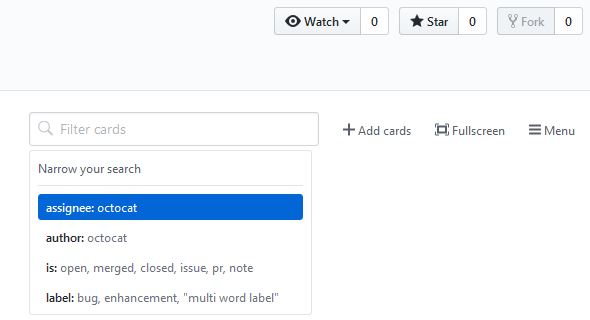 Watch 0 Star 0 Fork 0
Filter cards Add cards Fullscreen Menu
Narrow your search
assignee: octocat
author: octocat
is: open, merged, closed, issue, pr, note
label: bug, enhancement, "multi word label"